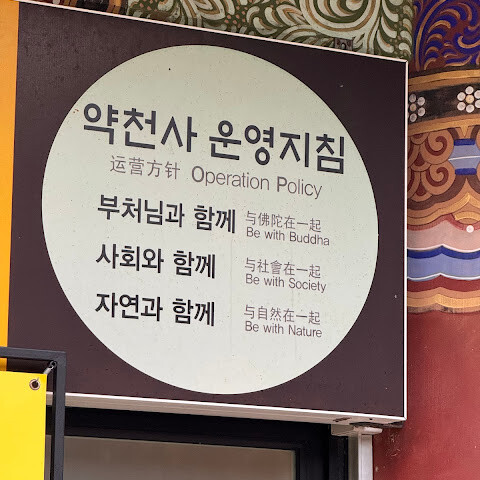 약천사 운영지침
运营方针 Operation Policy
부처님과 함께 与佛陀在一起
Be with Buddha
사회와 함께 与社會在一起
Be with Society
자연과 함께 与自然在一起
Be with Nature